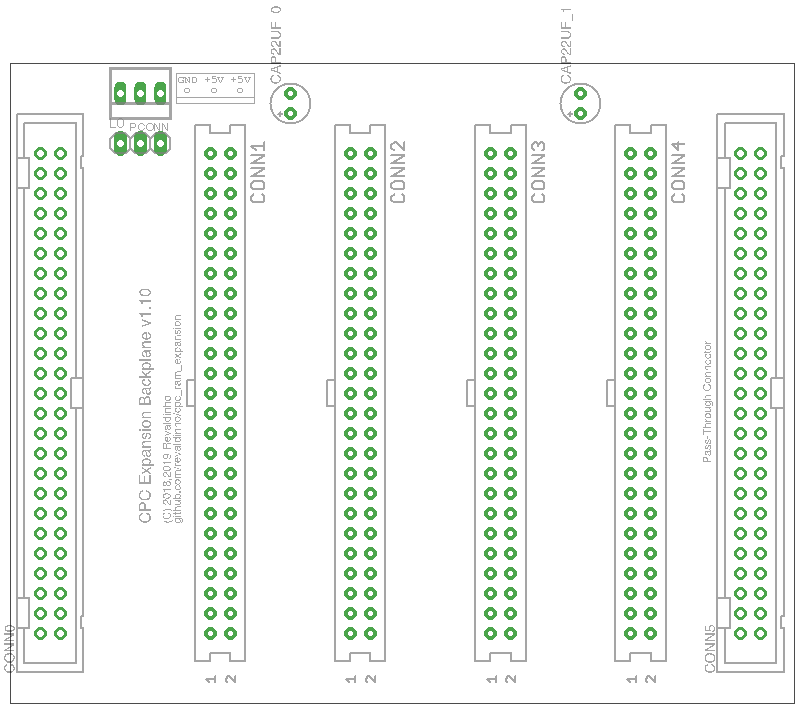 CAP22UF_0
CAP22UF_1
GND +5V +5V
PCONN
CONN1
CONN2
CONN3
CONN4
CPC Expansion Backplane v1.10
(C) 2018,2019 Revaldinho
github.com/revaldinho/cpc_ram_expansion
Pass-Through Connector
CONN0
CONN5
1 2
1 2
1 2
1 2